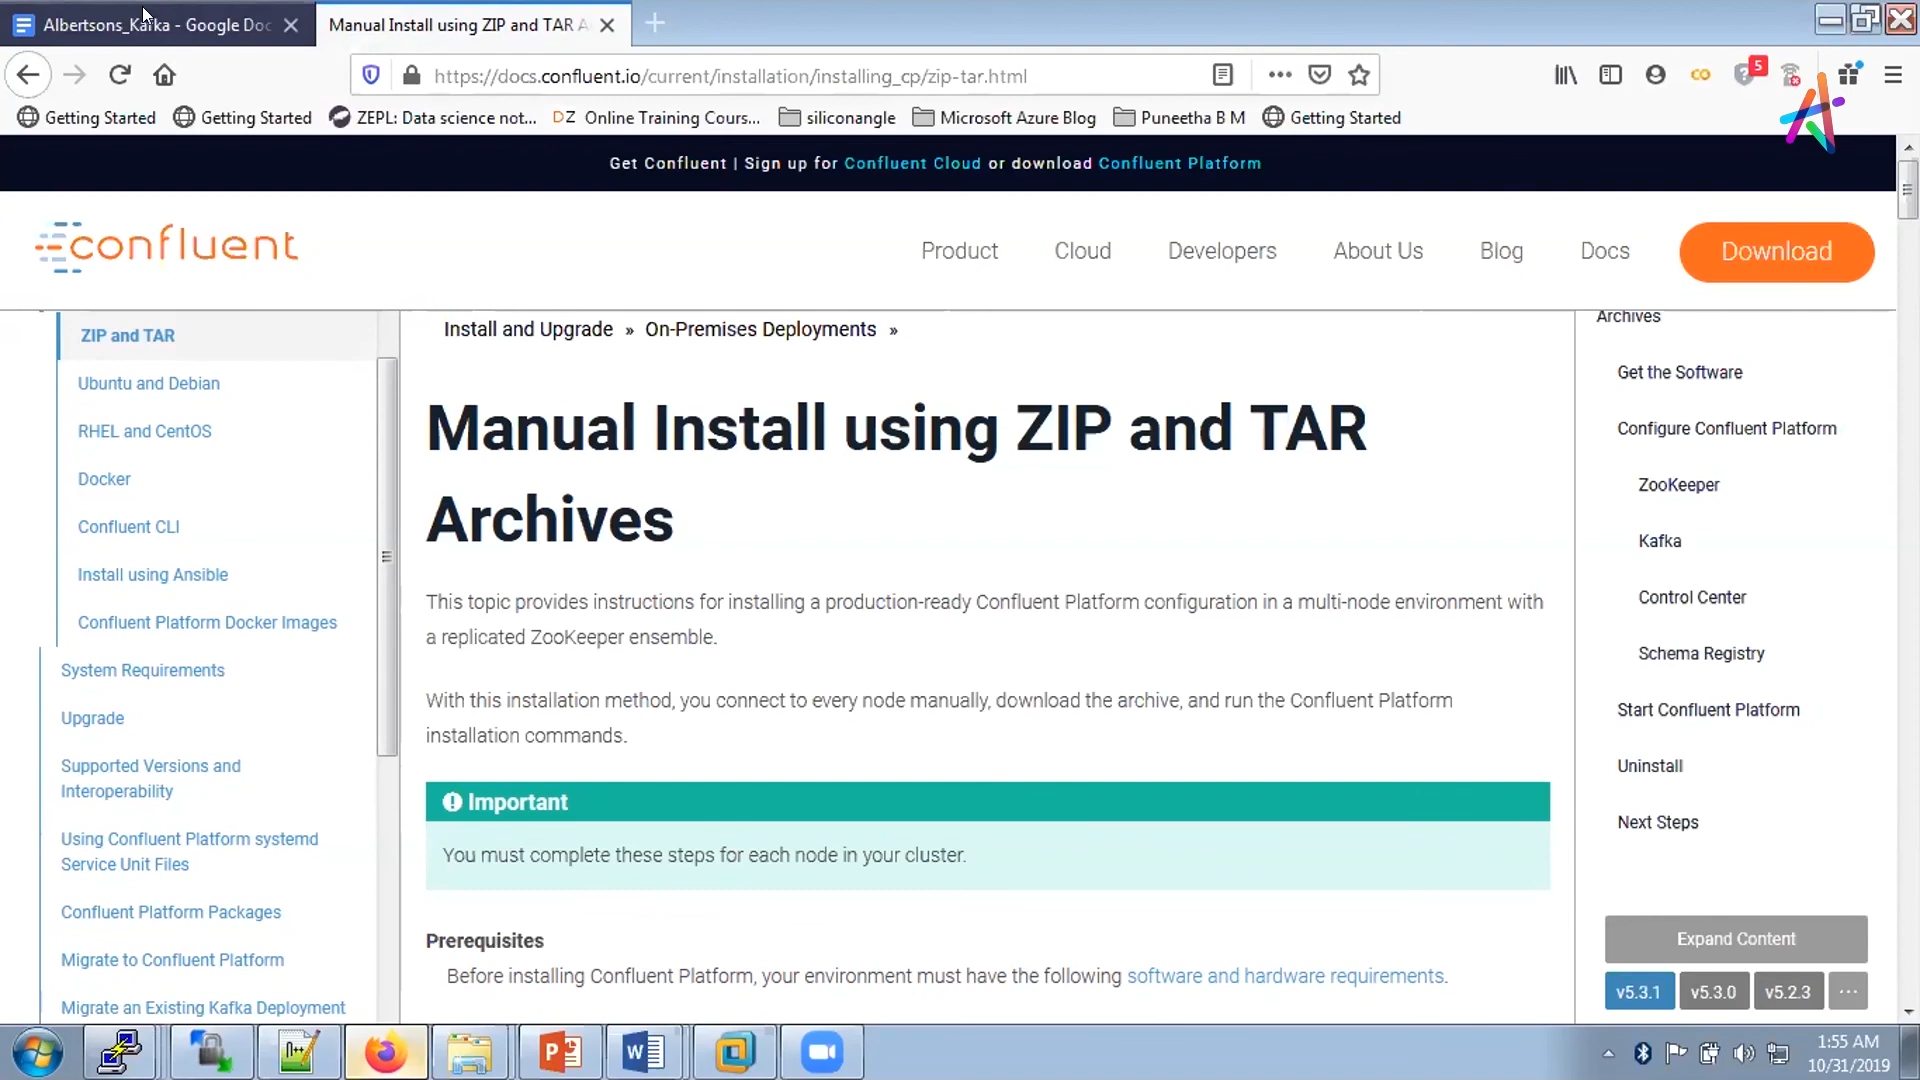 Albertsons_Kafka - Google Doc
Manual Install using ZIP and TAR A
https://docs.confluent.io/current/installation/installing_cp/zip-tar.html
5
Getting Started
Getting Started
ZEPL: Data science not...
DZ Online Training Cours...
siliconangle
Microsoft Azure Blog
Puneetha B M
Getting Started
Get Confluent | Sign up for Confluent Cloud or download Confluent Platform
confluent
Product
Cloud
Developers
About Us
Blog
Docs
Download
ZIP and TAR
Ubuntu and Debian
RHEL and CentOS
Docker
Confluent CLI
Install using Ansible
Confluent Platform Docker Images
System Requirements
Upgrade
Supported Versions and
Interoperability
Using Confluent Platform systemd
Service Unit Files
Confluent Platform Packages
Migrate to Confluent Platform
Migrate an Existing Kafka Deployment
Install and Upgrade » On-Premises Deployments »
Manual Install using ZIP and TAR
Archives
This topic provides instructions for installing a production-ready Confluent Platform configuration in a multi-node environment with
a replicated ZooKeeper ensemble.
With this installation method, you connect to every node manually, download the archive, and run the Confluent Platform
installation commands.
Important
You must complete these steps for each node in your cluster.
Prerequisites
Before installing Confluent Platform, your environment must have the following software and hardware requirements.
Archives
Get the Software
Configure Confluent Platform
ZooKeeper
Kafka
Control Center
Schema Registry
Start Confluent Platform
Uninstall
Next Steps
Expand Content
v5.3.1
v5.3.0
v5.2.3
...
1:55 AM
10/31/2019